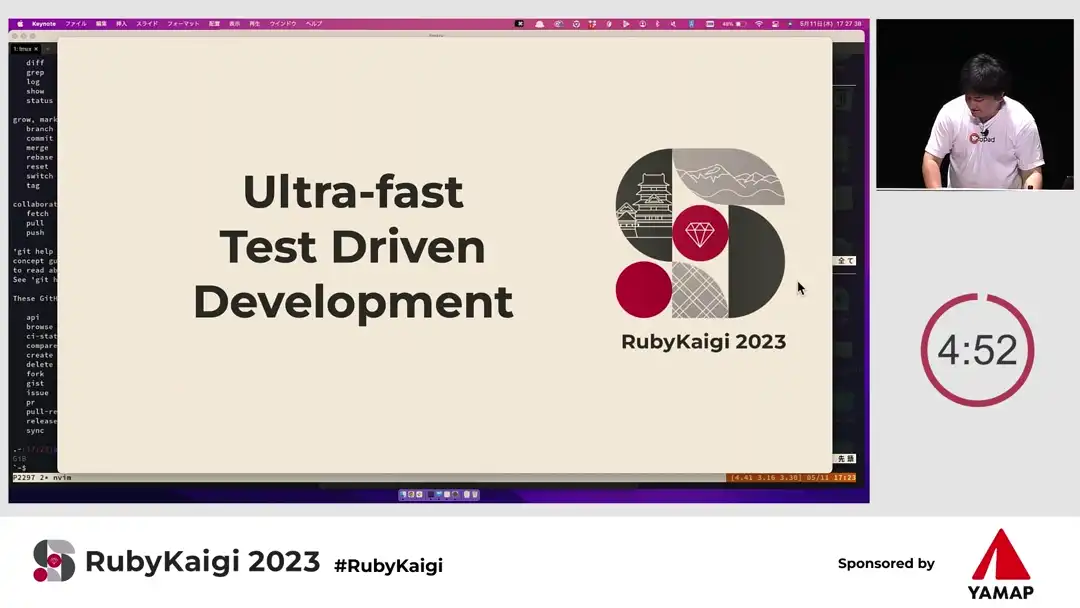 Keynote ファイル 編集 挿入 スライド フォーマット 配置 表示 再生 ウインドウ ヘルプ
48%
5月11日(木) 17 27 38
1: tmux
diff
grep
log
show
status
grow, mark
branch
commit
merge
rebase
reset
switch
tag
collaborat
fetch
pull
push
'git help
concept gu
to read ab
See 'git h
These GitH
api
browse
ci-stat
compare
create
delete
fork
gist
issue
pr
pull-re
release
sync
P2297 2* nvim
[4.41 3.16 3.38] 05/11 17:27
全て
先頭
Ultra-fast
Test Driven
Development
RubyKaigi 2023
4:52
RubyKaigi 2023 #RubyKaigi
Sponsored by
YAMAP